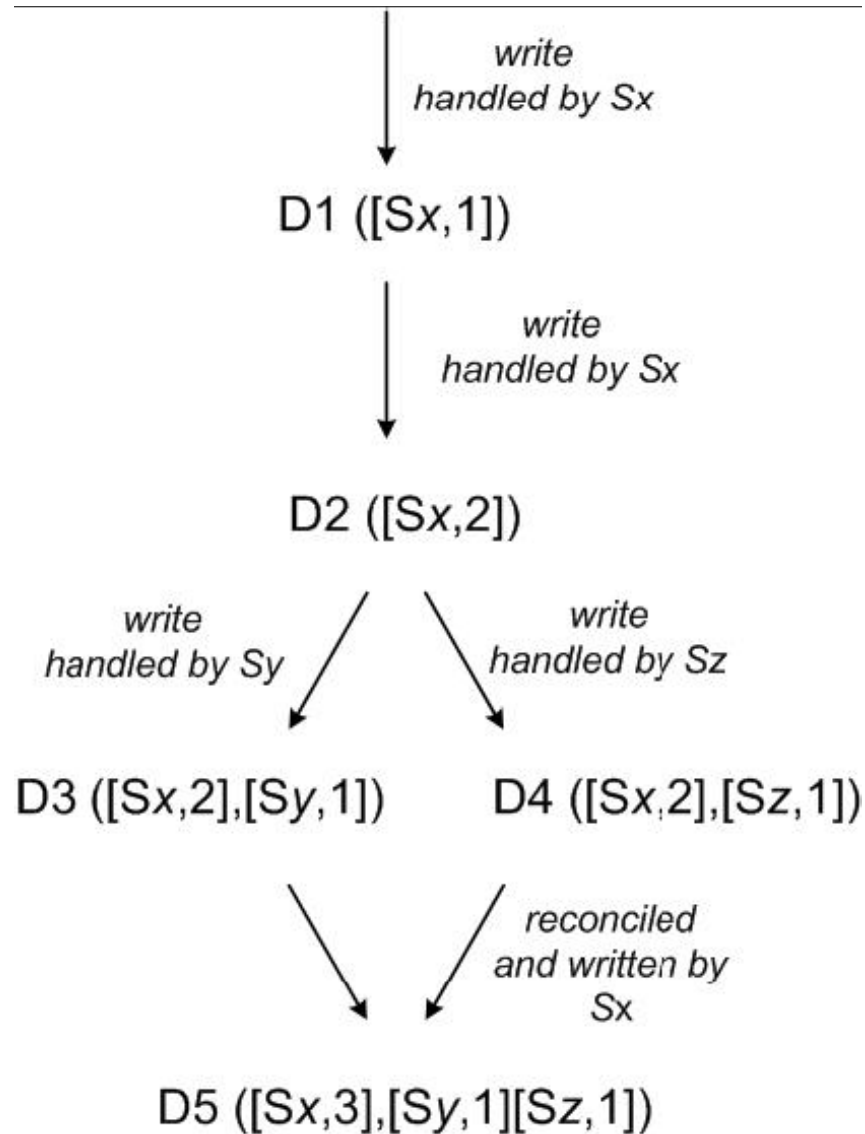 write
handled by Sx
D1 ([Sx,1])
write
handled by Sx
D2 ([Sx,2])
write
handled by Sy
write
handled by Sz
D3 ([Sx,2],[Sy,1])
D4 ([Sx,2],[Sz,1])
reconciled
and written by
Sx
D5 ([Sx,3],[Sy,1][Sz,1])